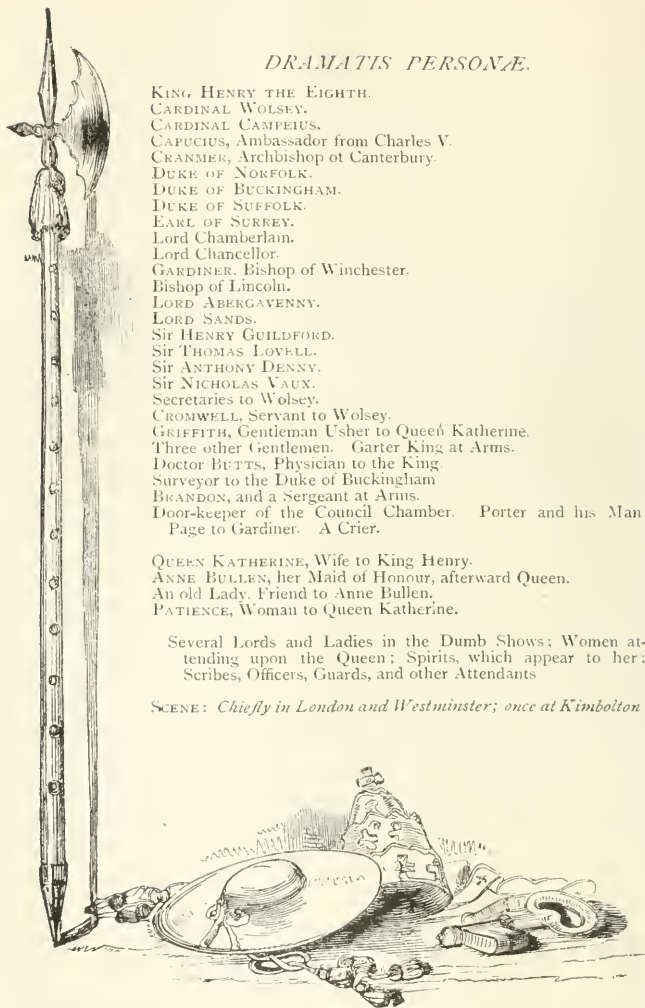 DRAMATIS PERSONÆ.
KING HENRY THE EIGHTH.
CARDINAL WOLSEY.
CARDINAL CAMPEIUS.
CAPUCIUS, Ambassador from Charles V.
CRANMER, Archbishop of Canterbury.
DUKE OF NORFOLK.
DUKE OF BUCKINGHAM.
DUKE OF SUFFOLK.
EARL OF SURREY.
Lord Chamberlain.
Lord Chancellor.
GARDINER, Bishop of Winchester.
Bishop of Lincoln.
LORD ABERGAVENNY.
LORD SANDS.
Sir HENRY GUILDFORD.
Sir THOMAS LOVELL.
Sir ANTHONY DENNY.
Sir NICHOLAS VAUX.
Secretaries to Wolsey.
CROMWELL, Servant to Wolsey.
GRIFFITH, Gentleman Usher to Queen Katherine.
Three other Gentlemen. Garter King at Arms.
Doctor BUTTS, Physician to the King.
Surveyor to the Duke of Buckingham
BRANDON, and a Sergeant at Arms.
Door-keeper of the Council Chamber. Porter and his Man
Page to Gardiner. A Crier.
QUEEN KATHERINE, Wife to King Henry.
ANNE BULLEN, her Maid of Honour, afterward Queen.
An old Lady, Friend to Anne Bullen.
PATIENCE, Woman to Queen Katherine.
Several Lords and Ladies in the Dumb Shows; Women at-
tending upon the Queen; Spirits, which appear to her;
Scribes, Officers, Guards, and other Attendants
SCENE: Chiefly in London and Westminster; once at Kimbolton